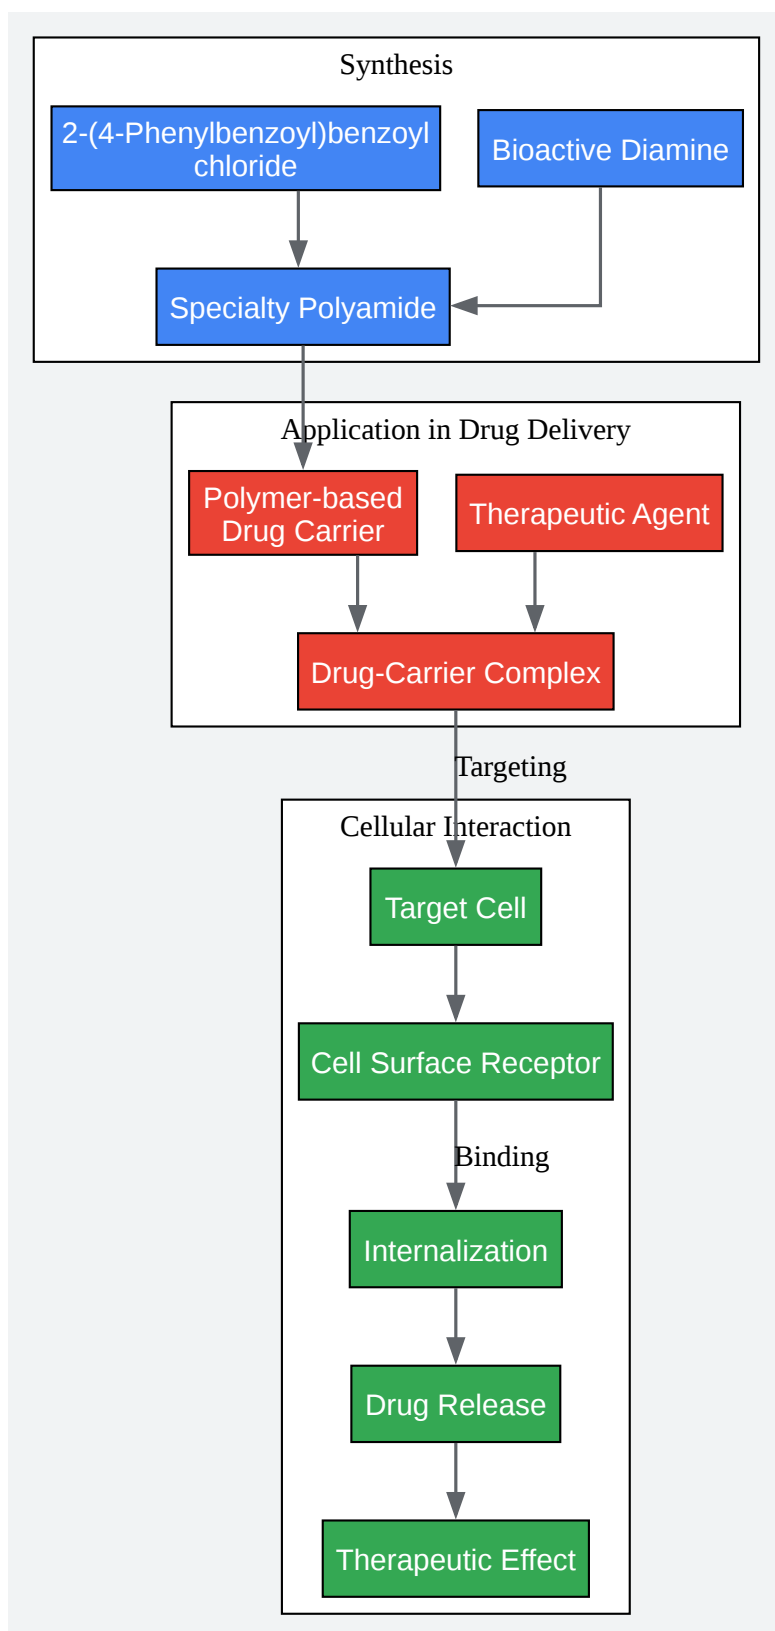 Synthesis
2-(4-Phenylbenzoyl)benzoyl
chloride
Bioactive Diamine
Specialty Polyamide
Application in Drug Delivery
Polymer-based
Drug Carrier
Therapeutic Agent
Drug-Carrier Complex
Targeting
Cellular Interaction
Target Cell
Cell Surface Receptor
Binding
Internalization
Drug Release
Therapeutic Effect